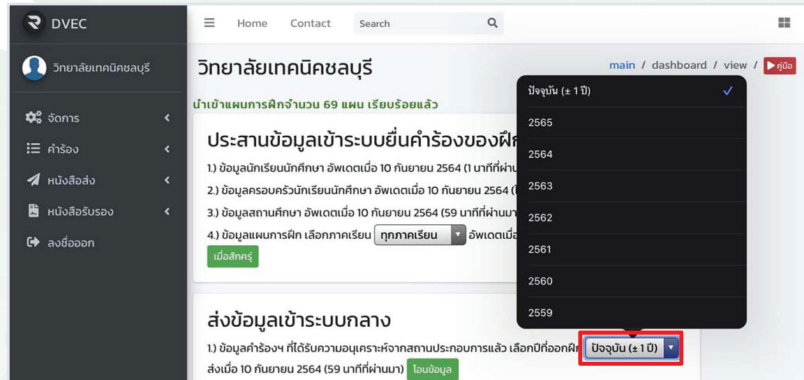 DVEC
Home Contact Search
วิทยาลัยเทคนิคชลบุรี
วิทยาลัยเทคนิคชลบุรี
main / dashboard / view / คู่มือ
นำเข้าแผนการฝึกจำนวน 69 แผน เรียบร้อยแล้ว
จัดการ
คำร้อง
หนังสือส่ง
หนังสือรับรอง
ลงชื่อออก
ประสานข้อมูลเข้าระบบยื่นคำร้องของฝึก
1.) ข้อมูลนักเรียนนักศึกษา อัพเดตเมื่อ 10 กันยายน 2564 (1 นาทีที่ผ่าน
2.) ข้อมูลครอบครัวนักเรียนนักศึกษา อัพเดตเมื่อ 10 กันยายน 2564
3.) ข้อมูลสถานศึกษา อัพเดตเมื่อ 10 กันยายน 2564 (59 นาทีที่ผ่านมา
4.) ข้อมูลแผนการฝึก เลือกภาคเรียน ทุกภาคเรียน อัพเดตเมื่อ
เมื่อสักครู่
ปัจจุบัน (± 1 ปี)
2565
2564
2563
2562
2561
2560
2559
ส่งข้อมูลเข้าระบบกลาง
1.) ข้อมูลคำร้องฯ ที่ได้รับความอนุเคราะห์จากสถานประกอบการแล้ว เลือกปีที่ออกฝึก ปัจจุบัน (± 1 ปี)
ส่งเมื่อ 10 กันยายน 2564 (59 นาทีที่ผ่านมา) โอนข้อมูล